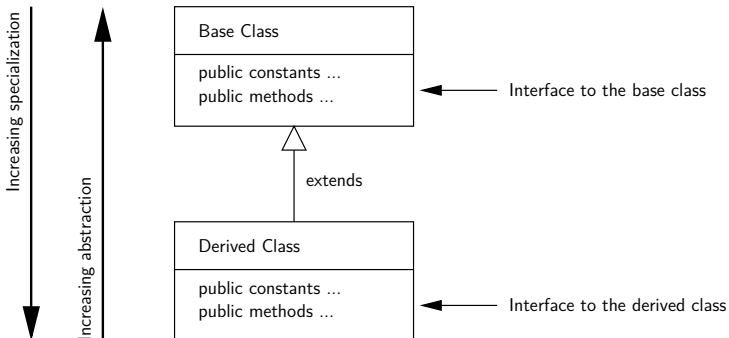 Increasing specialization
Increasing abstraction
Base Class
public constants ...
public methods ...
Interface to the base class
extends
Derived Class
public constants ...
public methods ...
Interface to the derived class